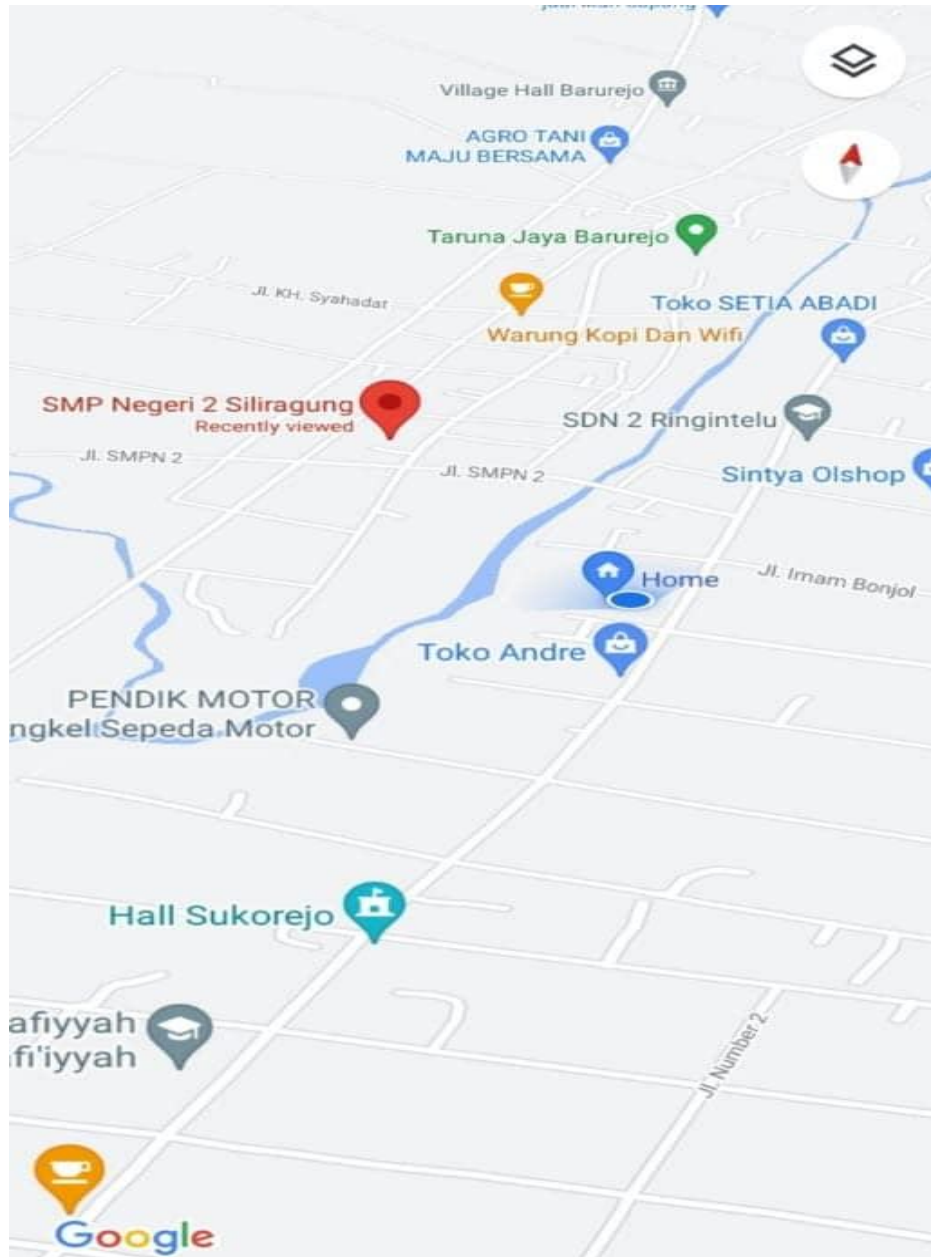 Village Hall Barurejo
AGRO TANI
MAJU BERSAMA
Taruna Jaya Barurejo
Jl. KH. Syahadat
Toko SETIA ABADI
Warung Kopi Dan Wifi
SMP Negeri 2 Siliragung
Recently viewed
SDN 2 Ringintelu
Jl. SMPN 2
Jl. SMPN 2
Sintya Olshop
Home
Jl. Imam Bonjol
Toko Andre
PENDIK MOTOR
ngkel Sepeda Motor
Hall Sukorejo
afiyyah
afi'iyyah
Jl. Number 2
Google